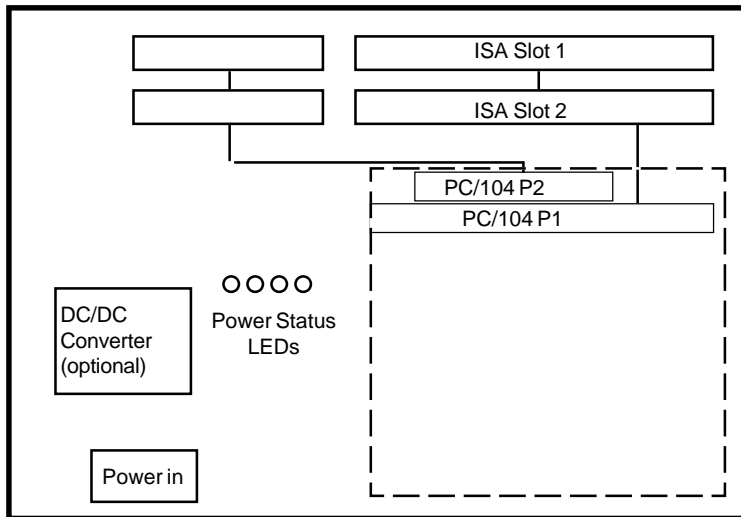 ISA Slot 1
ISA Slot 2
PC/104 P2
PC/104 P1
DC/DC
Converter
(optional)
Power Status
LEDs
Power in